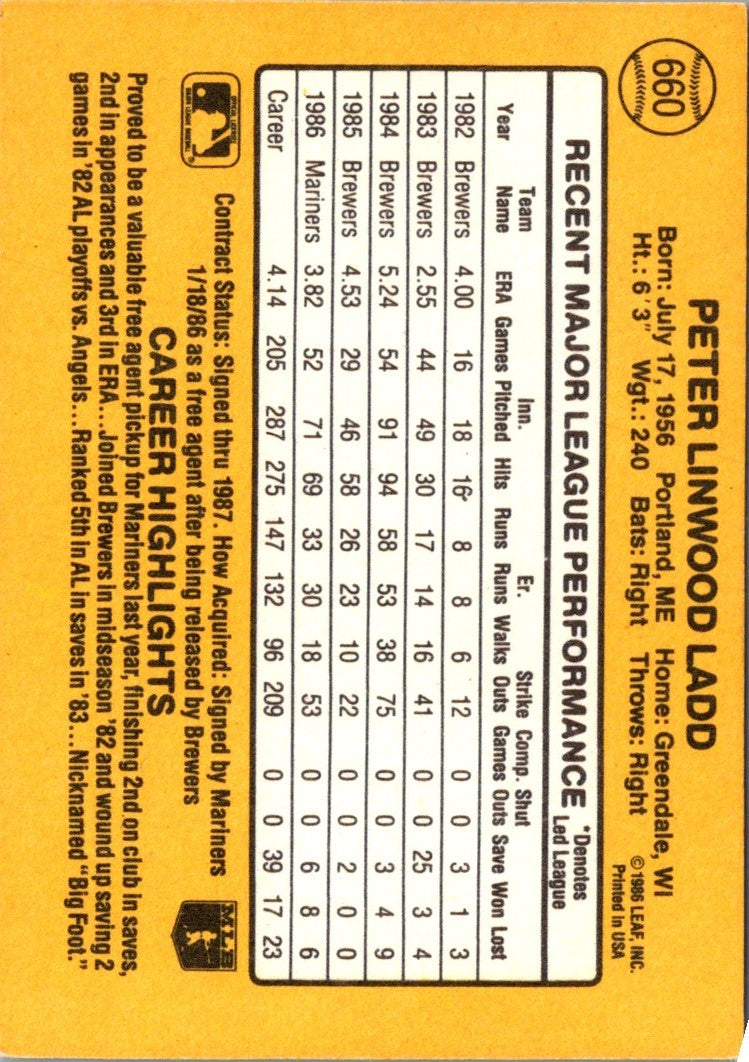 660
PETER LINWOOD LADD
Born: July 17, 1956 Portland, ME Home: Greendale, WI
Ht.: 6'3" Wgt.: 240 Bats: Right Throws: Right
©1986 LEAF, INC.
Printed in USA
RECENT MAJOR LEAGUE PERFORMANCE *Denotes Led League
Year Team Name ERA Games Inn. Pitched Hits Runs Er. Runs Walks Strike Outs Comp. Games Shut Outs Save Won Lost
1982 Brewers 4.00 16 18 16 8 8 6 12 0 0 3 1 3
1983 Brewers 2.55 44 49 30 17 14 16 41 0 0 25 3 4
1984 Brewers 5.24 54 91 94 58 53 38 75 0 0 3 4 9
1985 Brewers 4.53 29 46 58 26 23 10 22 0 0 2 0 0
1986 Mariners 3.82 52 71 69 33 30 18 53 0 0 6 8 6
Career 4.14 205 287 275 147 132 96 209 0 0 39 17 23
Contract Status: Signed thru 1987. How Acquired: Signed by Mariners
1/18/86 as a free agent after being released by Brewers
CAREER HIGHLIGHTS
Proved to be a valuable free agent pickup for Mariners last year, finishing 2nd on club in saves,
2nd in appearances and 3rd in ERA...Joined Brewers in midseason '82 and wound up saving 2
games in '82 AL playoffs vs. Angels...Ranked 5th in AL in saves in '83...Nicknamed "Big Foot."
MLB